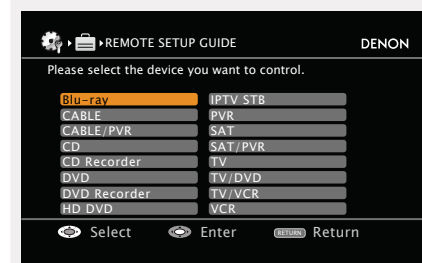 REMOTE SETUP GUIDE DENON
Please select the device you want to control.
Blu-ray IPTV STB
CABLE PVR
CABLE/PVR SAT
CD SAT/PVR
CD Recorder TV
DVD TV/DVD
DVD Recorder TV/VCR
HD DVD VCR
Select Enter RETURN Return